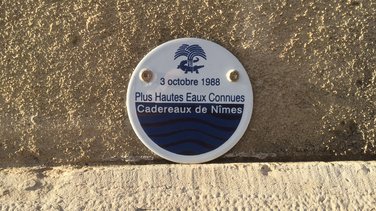 3 octobre 1988
Plus Hautes Eaux Connues
Cadereaux de Nîmes